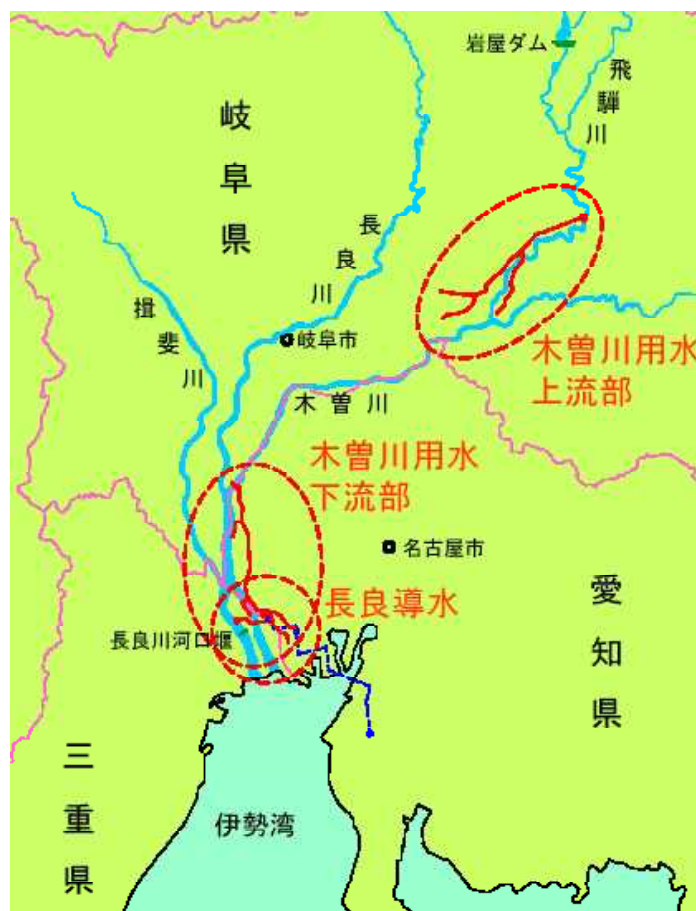 岩屋ダム
飛騨川
岐阜県
長良川
揖斐川
岐阜市
木曽川用水
上流部
木曽川
木曽川用水
下流部
名古屋市
長良導水
愛知県
長良川河口堰
三重県
伊勢湾